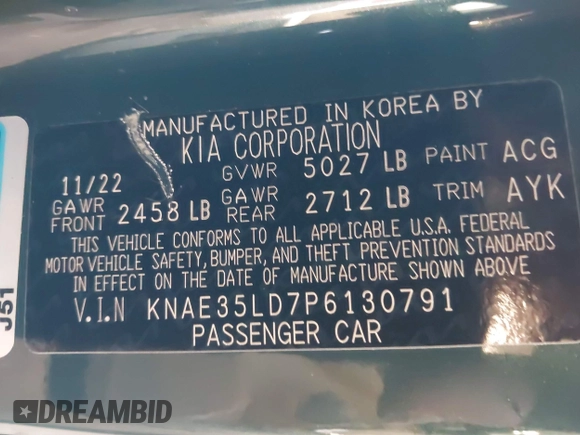 MANUFACTURED IN KOREA BY
KIA CORPORATION
11/22 GVWR 5027 LB PAINT ACG
GAWR FRONT 2458 LB GAWR REAR 2712 LB TRIM AYK
THIS VEHICLE CONFORMS TO ALL APPLICABLE U.S.A. FEDERAL
MOTOR VEHICLE SAFETY, BUMPER, AND THEFT PREVENTION STANDARDS
IN EFFECT ON THE DATE OF MANUFACTURE SHOWN ABOVE
V.I.N KNAE35LD7P6130791
PASSENGER CAR
J51
DREAMBID